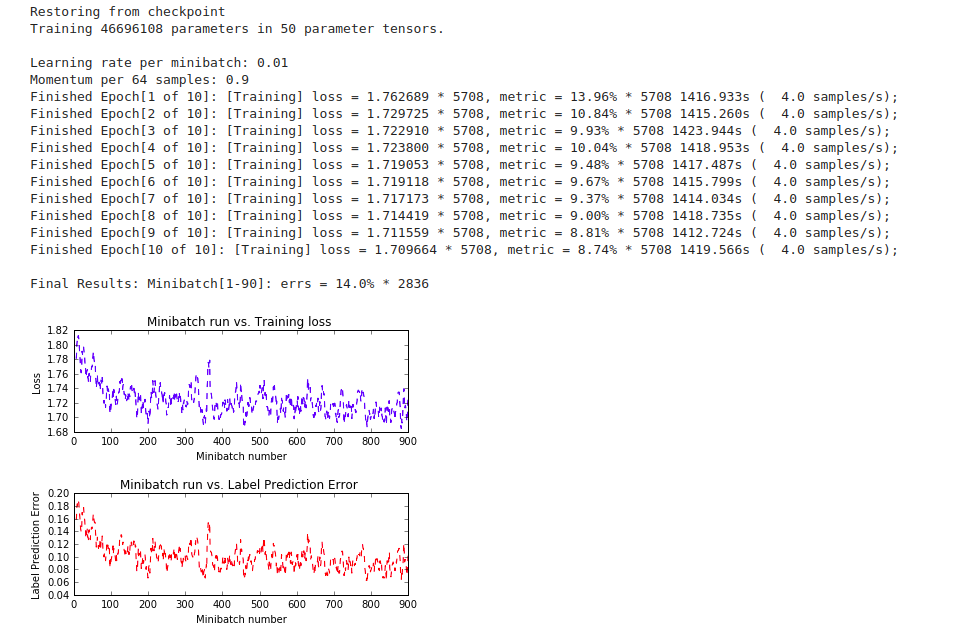 Restoring from checkpoint
Training 46696108 parameters in 50 parameter tensors.
Learning rate per minibatch: 0.01
Momentum per 64 samples: 0.9
Finished Epoch[1 of 10]: [Training] loss = 1.762689 * 5708, metric = 13.96% * 5708 1416.933s (  4.0 samples/s);
Finished Epoch[2 of 10]: [Training] loss = 1.729725 * 5708, metric = 10.84% * 5708 1415.260s (  4.0 samples/s);
Finished Epoch[3 of 10]: [Training] loss = 1.722910 * 5708, metric = 9.93% * 5708 1423.944s (  4.0 samples/s);
Finished Epoch[4 of 10]: [Training] loss = 1.723800 * 5708, metric = 10.04% * 5708 1418.953s (  4.0 samples/s);
Finished Epoch[5 of 10]: [Training] loss = 1.719053 * 5708, metric = 9.48% * 5708 1417.487s (  4.0 samples/s);
Finished Epoch[6 of 10]: [Training] loss = 1.719118 * 5708, metric = 9.67% * 5708 1415.799s (  4.0 samples/s);
Finished Epoch[7 of 10]: [Training] loss = 1.717173 * 5708, metric = 9.37% * 5708 1414.034s (  4.0 samples/s);
Finished Epoch[8 of 10]: [Training] loss = 1.714419 * 5708, metric = 9.00% * 5708 1418.735s (  4.0 samples/s);
Finished Epoch[9 of 10]: [Training] loss = 1.711559 * 5708, metric = 8.81% * 5708 1412.724s (  4.0 samples/s);
Finished Epoch[10 of 10]: [Training] loss = 1.709664 * 5708, metric = 8.74% * 5708 1419.566s (  4.0 samples/s);
Final Results: Minibatch[1-90]: errs = 14.0% * 2836
Minibatch run vs. Training loss
Loss
1.82
1.80
1.78
1.76
1.74
1.72
1.70
1.68
0 100 200 300 400 500 600 700 800 900
Minibatch number
Minibatch run vs. Label Prediction Error
Label Prediction Error
0.20
0.18
0.16
0.14
0.12
0.10
0.08
0.06
0.04
0 100 200 300 400 500 600 700 800 900
Minibatch number